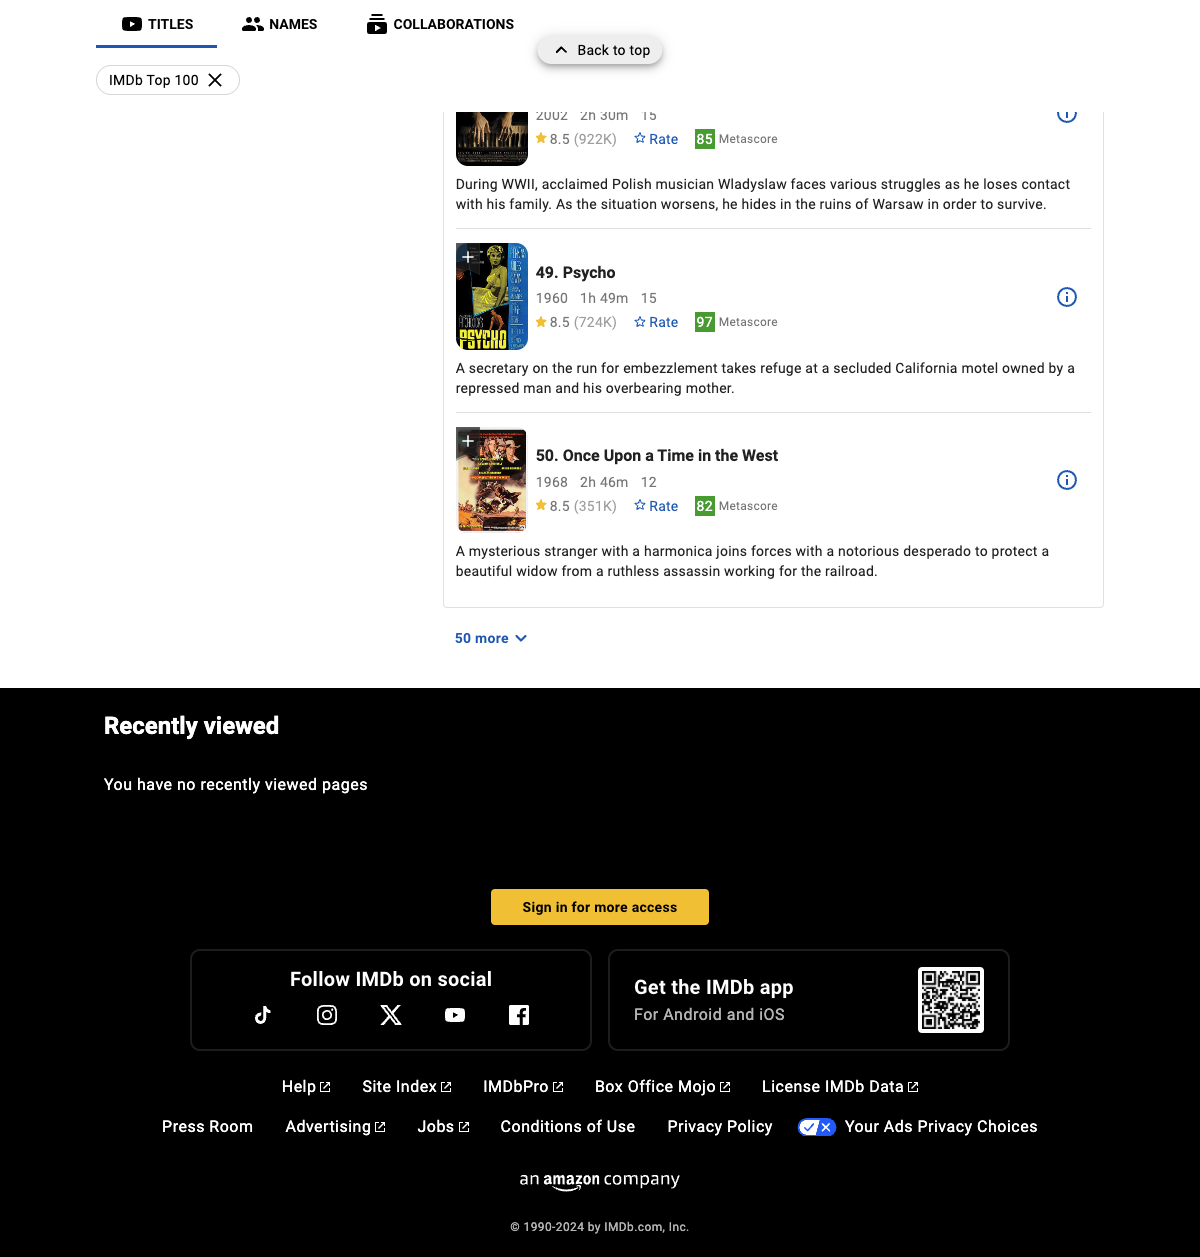 TITLES
NAMES
COLLABORATIONS
Back to top
IMDb Top 100
2002 2h 30m 15
8.5 (922K) Rate 85 Metascore
During WWII, acclaimed Polish musician Wladyslaw faces various struggles as he loses contact
with his family. As the situation worsens, he hides in the ruins of Warsaw in order to survive.
PSYCHO
49. Psycho
1960 1h 49m 15
8.5 (724K) Rate 97 Metascore
A secretary on the run for embezzlement takes refuge at a secluded California motel owned by a
repressed man and his overbearing mother.
50. Once Upon a Time in the West
1968 2h 46m 12
8.5 (351K) Rate 82 Metascore
A mysterious stranger with a harmonica joins forces with a notorious desperado to protect a
beautiful widow from a ruthless assassin working for the railroad.
50 more
Recently viewed
You have no recently viewed pages
Sign in for more access
Follow IMDb on social
Get the IMDb app
For Android and iOS
Help Site Index IMDbPro Box Office Mojo License IMDb Data
Press Room Advertising Jobs Conditions of Use Privacy Policy Your Ads Privacy Choices
an amazon company
© 1990-2024 by IMDb.com, Inc.